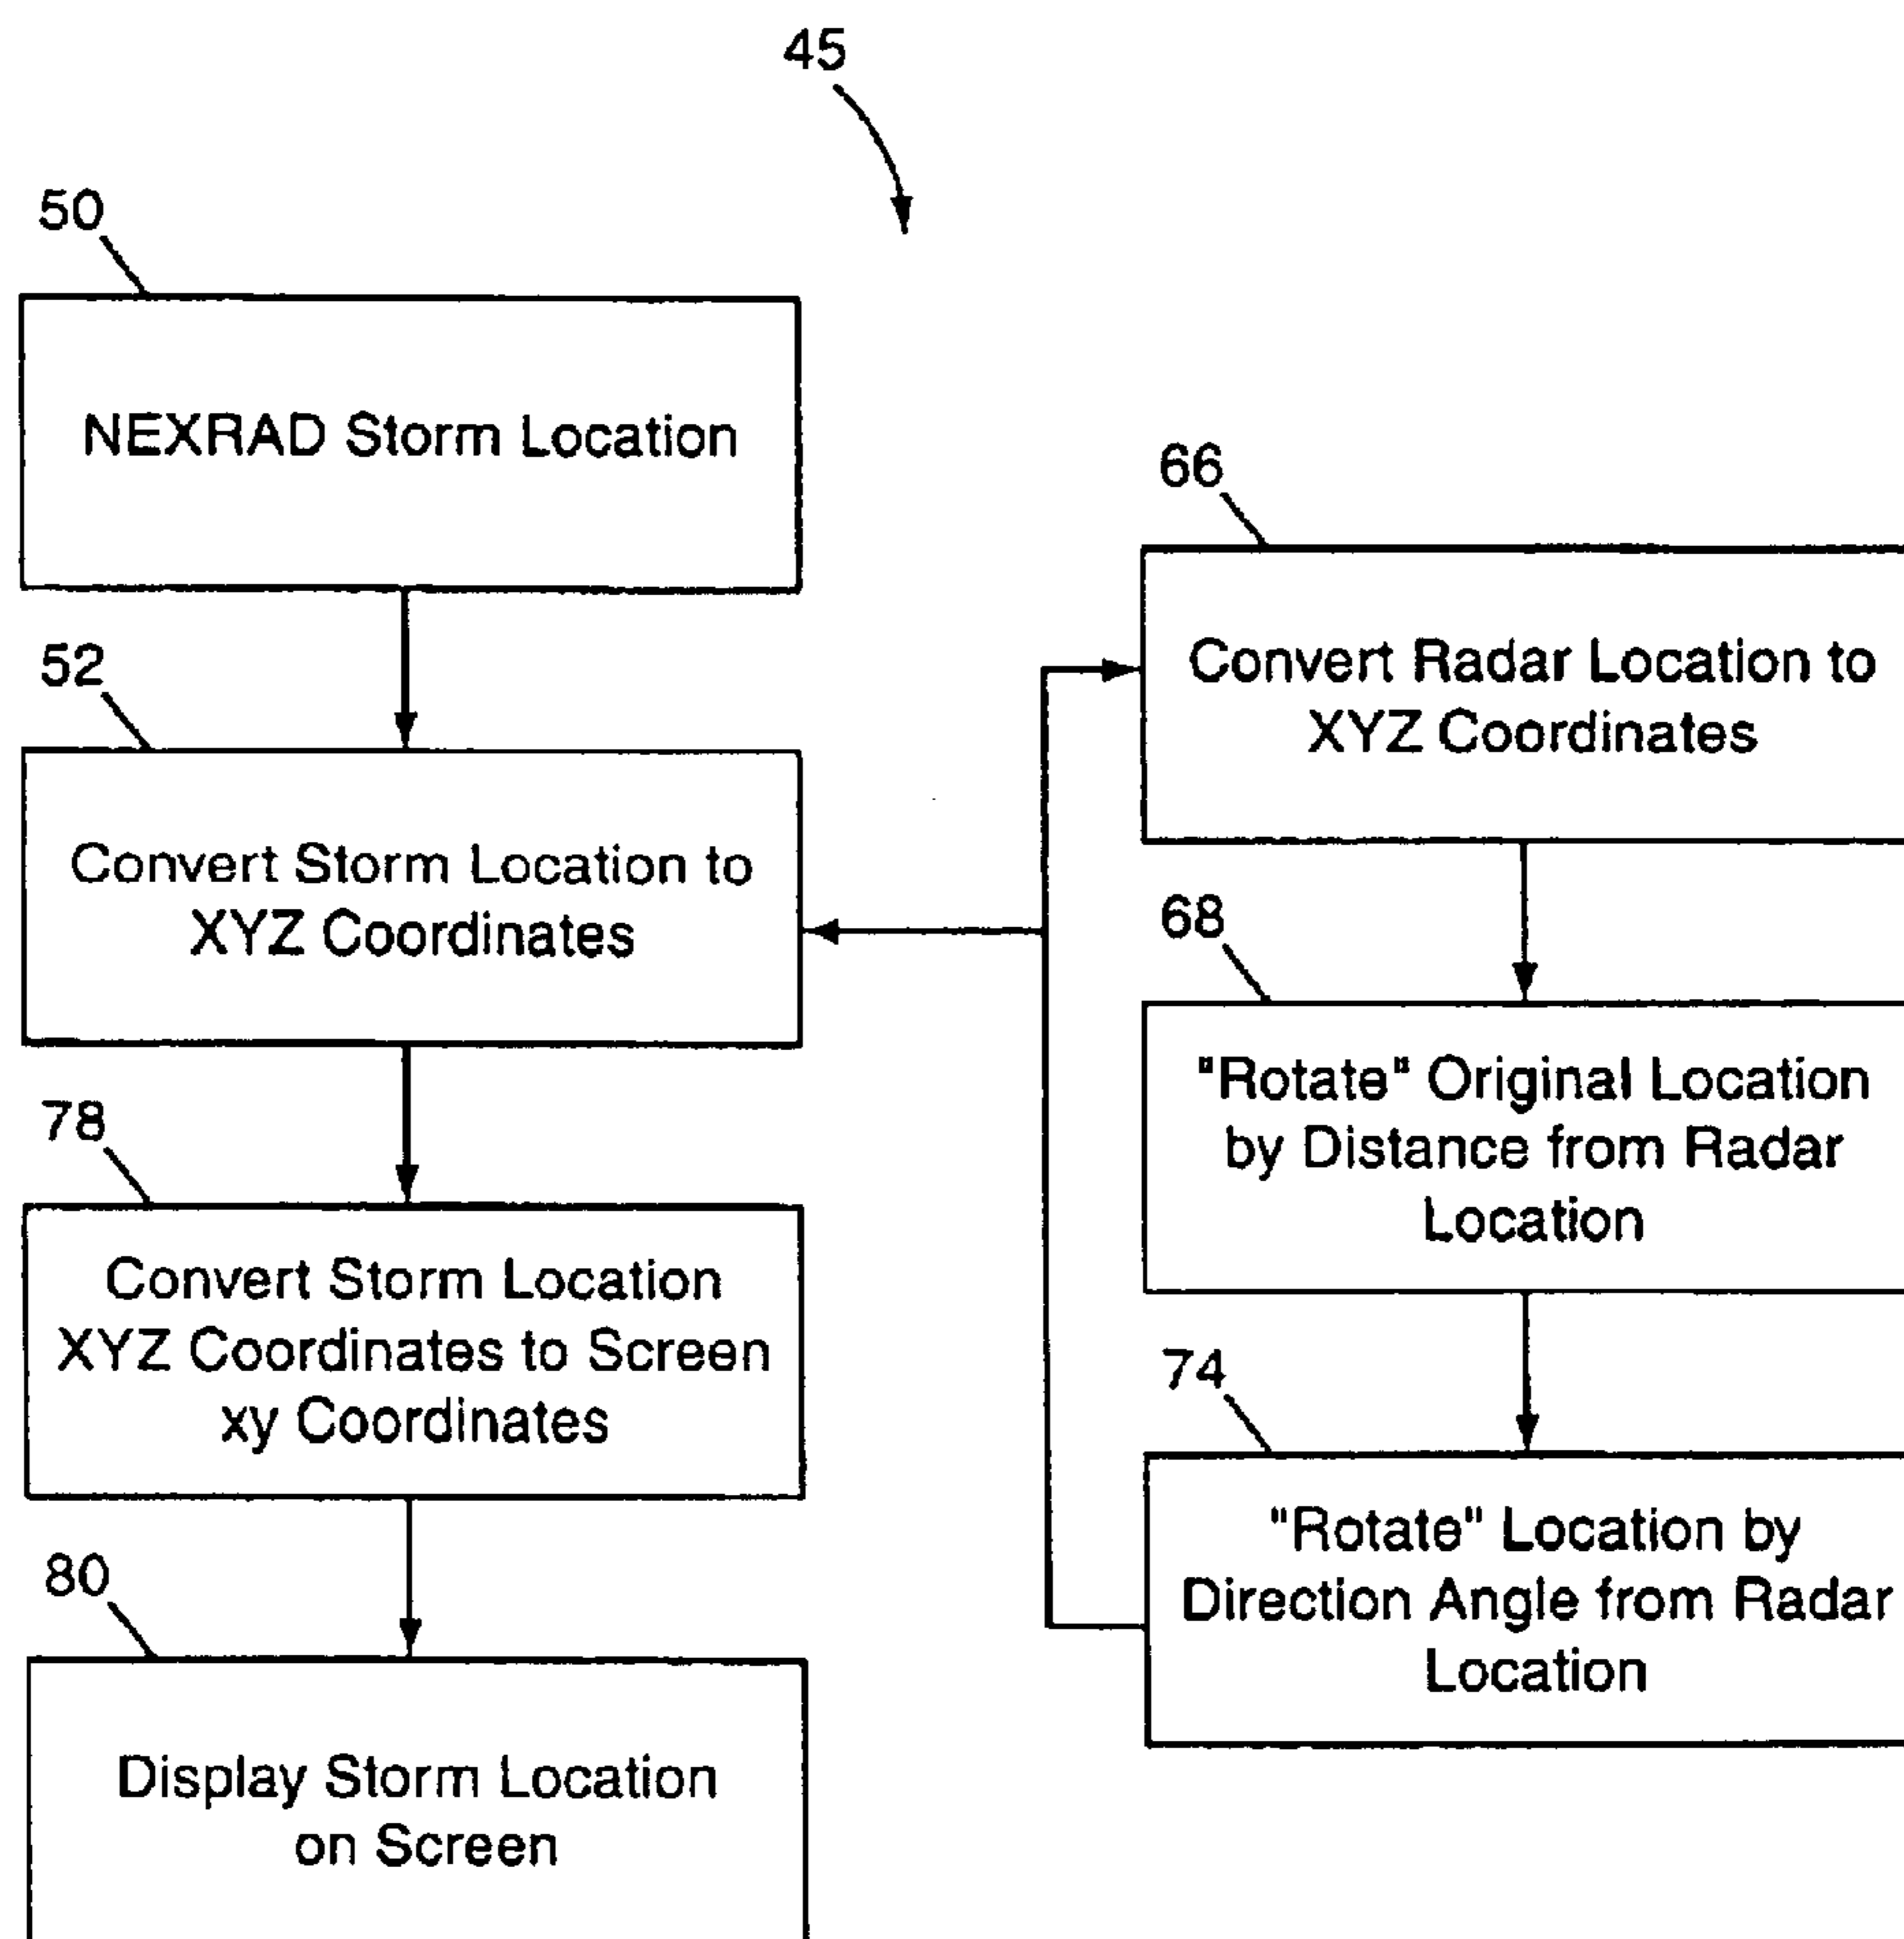 45
50
NEXRAD Storm Location
52
Convert Storm Location to
XYZ Coordinates
78
Convert Storm Location
XYZ Coordinates to Screen
xy Coordinates
80
Display Storm Location
on Screen
66
Convert Radar Location to
XYZ Coordinates
68
"Rotate" Original Location
by Distance from Radar
Location
74
"Rotate" Location by
Direction Angle from Radar
Location